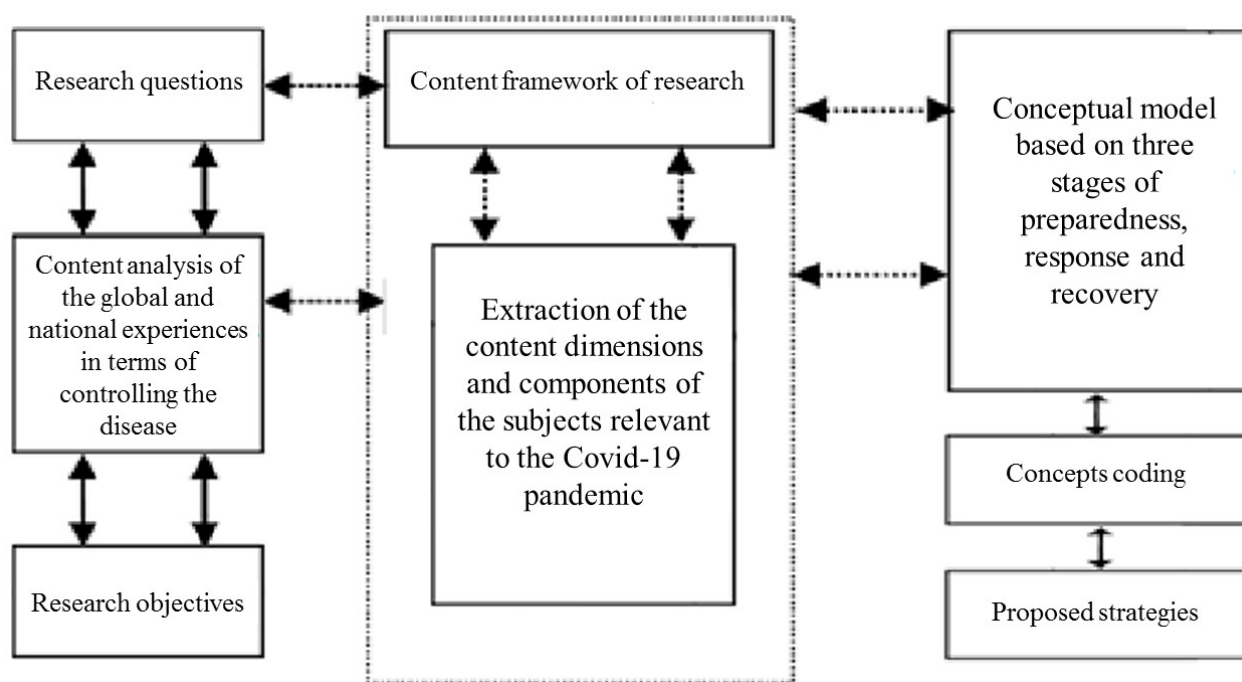 Research questions
Content analysis of
the global and
national experiences
in terms of
controlling the
disease
Research objectives
Content framework of research
Extraction of the
content dimensions
and components of
the subjects relevant
to the Covid-19
pandemic
Conceptual model
based on three
stages of
preparedness,
response and
recovery
Concepts coding
Proposed strategies